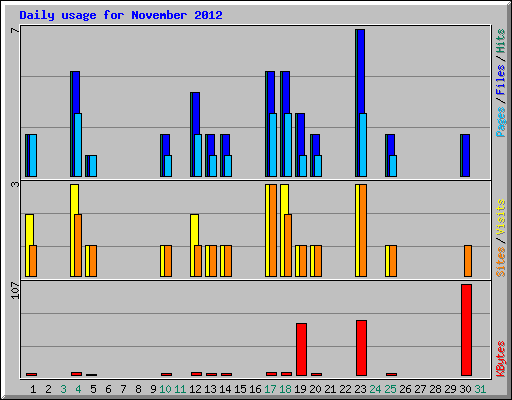 Daily usage for November 2012
7
3
107
Pages / Files / Hits
Sites / Visits
KBytes
1 2 3 4 5 6 7 8 9 10 11 12 13 14 15 16 17 18 19 20 21 22 23 24 25 26 27 28 29 30 31